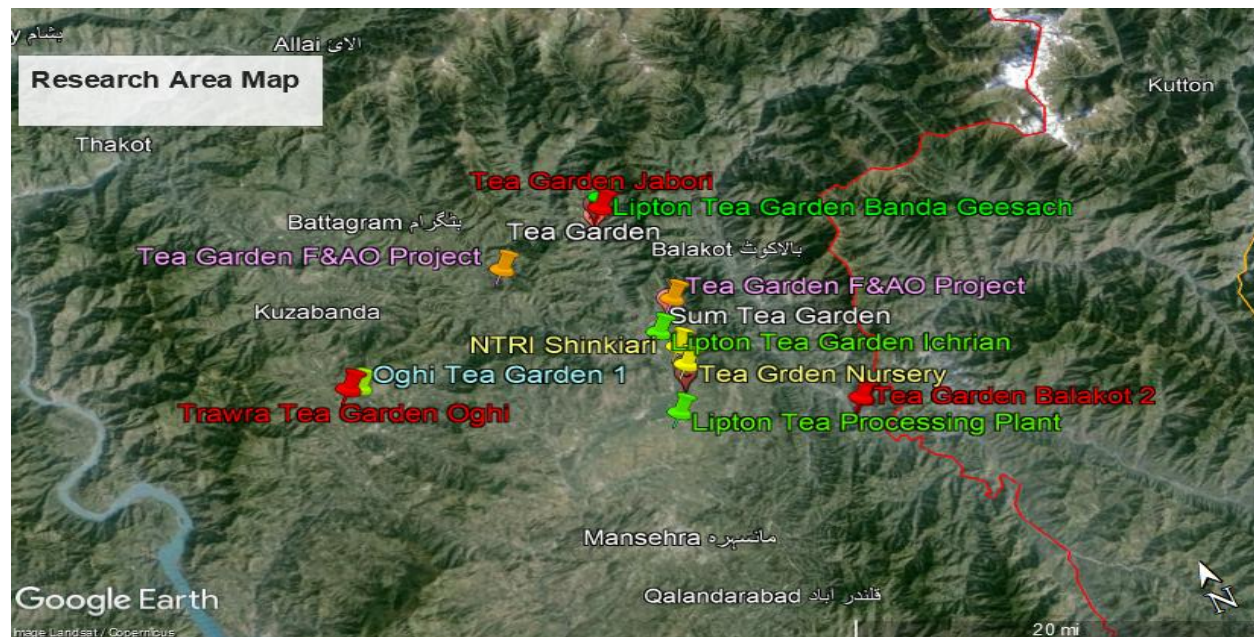 بشام
Allai الائ
Research Area Map
Kutton
Thakot
Tea Garden Jabori
Lipton Tea Garden Banda Geesach
Battagram بٹگرام
Tea Garden
Balakot بالاکوٹ
Tea Garden F&AO Project
Tea Garden F&AO Project
Kuzabanda
Sum Tea Garden
NTRI Shinkiari
Lipton Tea Garden Ichrian
Oghi Tea Garden 1
Tea Grden Nursery
Trawra Tea Garden Oghi
Tea Garden Balakot 2
Lipton Tea Processing Plant
Mansehra مانسہرہ
Qalandarabad قلندر آباد
Google Earth
N
Image Landsat / Copernicus
20 mi